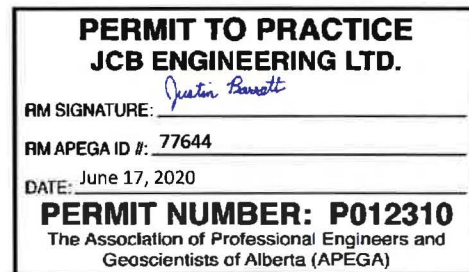 PERMIT TO PRACTICE
JCB ENGINEERING LTD.
RM SIGNATURE: Justin Barrett
RM APEGA ID #: 77644
DATE: June 17, 2020
PERMIT NUMBER: P012310
The Association of Professional Engineers and
Geoscientists of Alberta (APEGA)